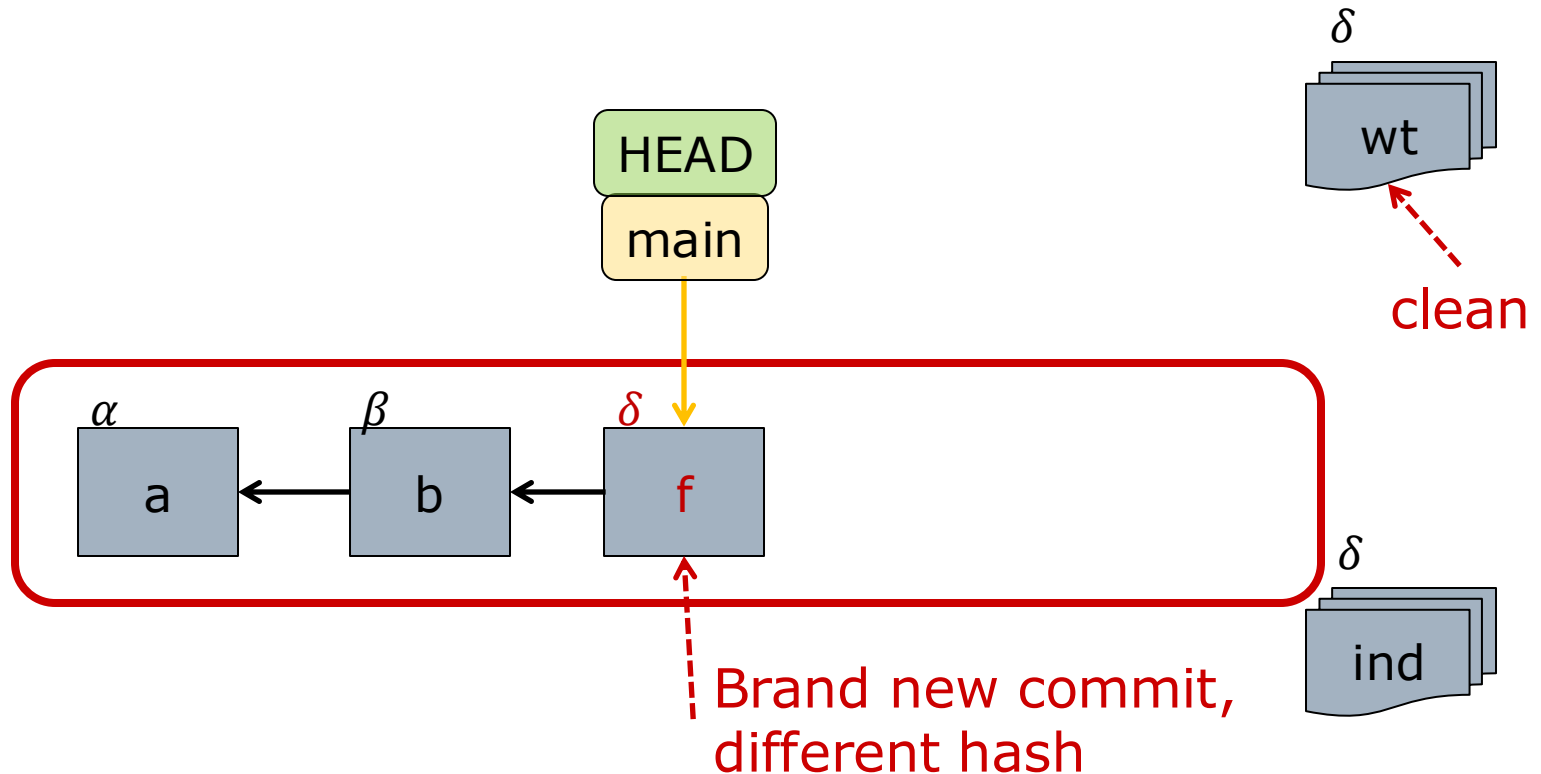 δ
wt
HEAD
main
clean
α
β
δ
a
b
f
δ
ind
Brand new commit,
different hash